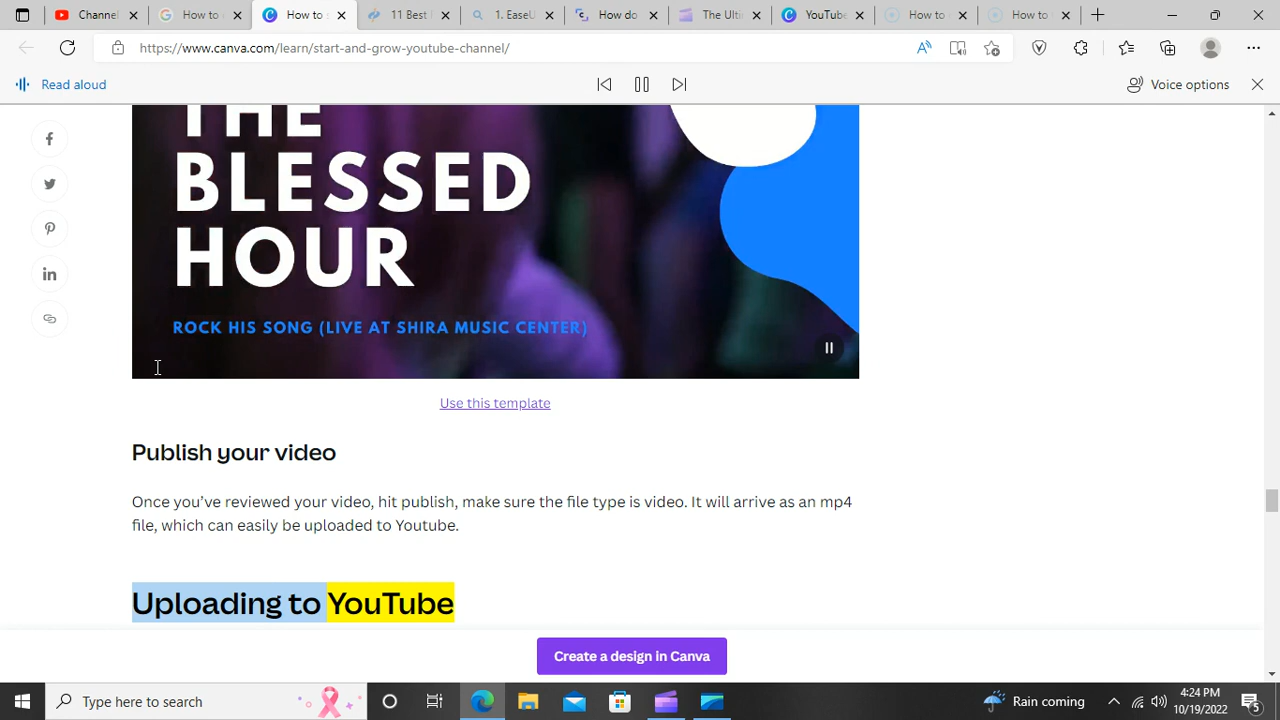 Channel
How to
How to s
11 Best
1. EaseU
How do
The Ulti
YouTube
How to
How to
https://www.canva.com/learn/start-and-grow-youtube-channel/
Read aloud
Voice options
THE
BLESSED
HOUR
ROCK HIS SONG (LIVE AT SHIRA MUSIC CENTER)
Use this template
Publish your video
Once you've reviewed your video, hit publish, make sure the file type is video. It will arrive as an mp4
file, which can easily be uploaded to Youtube.
Uploading to YouTube
Create a design in Canva
Type here to search
Rain coming
4:24 PM
10/19/2022
5